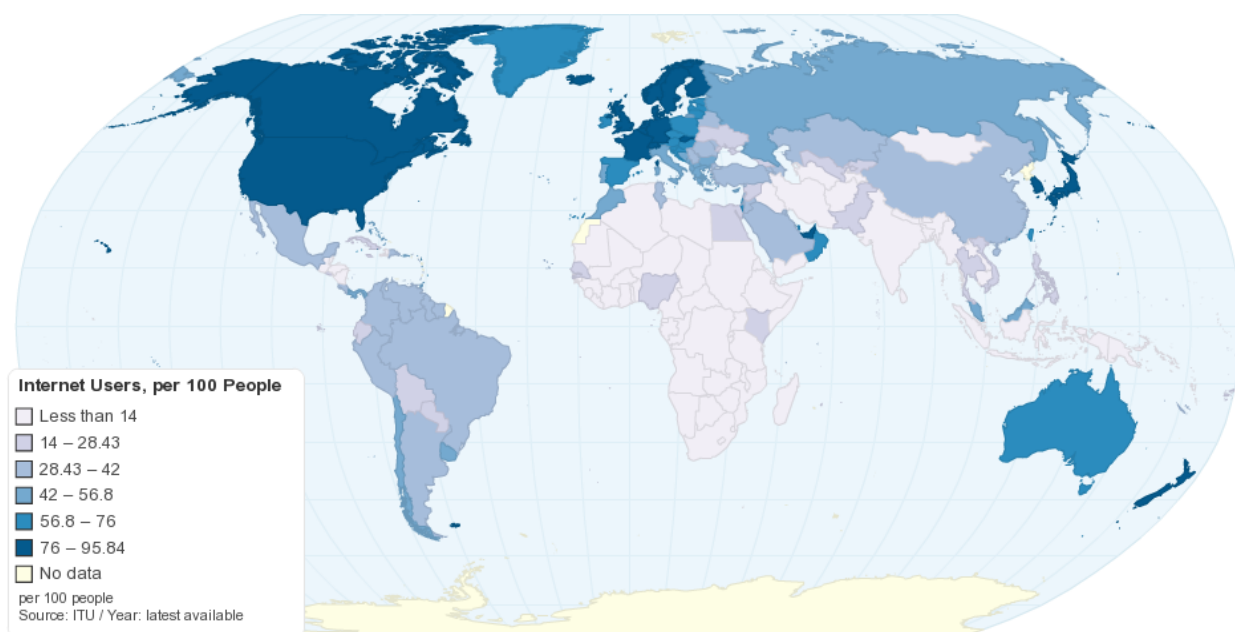 Internet Users, per 100 People
Less than 14
14 – 28.43
28.43 – 42
42 – 56.8
56.8 – 76
76 – 95.84
No data
per 100 people
Source: ITU / Year: latest available